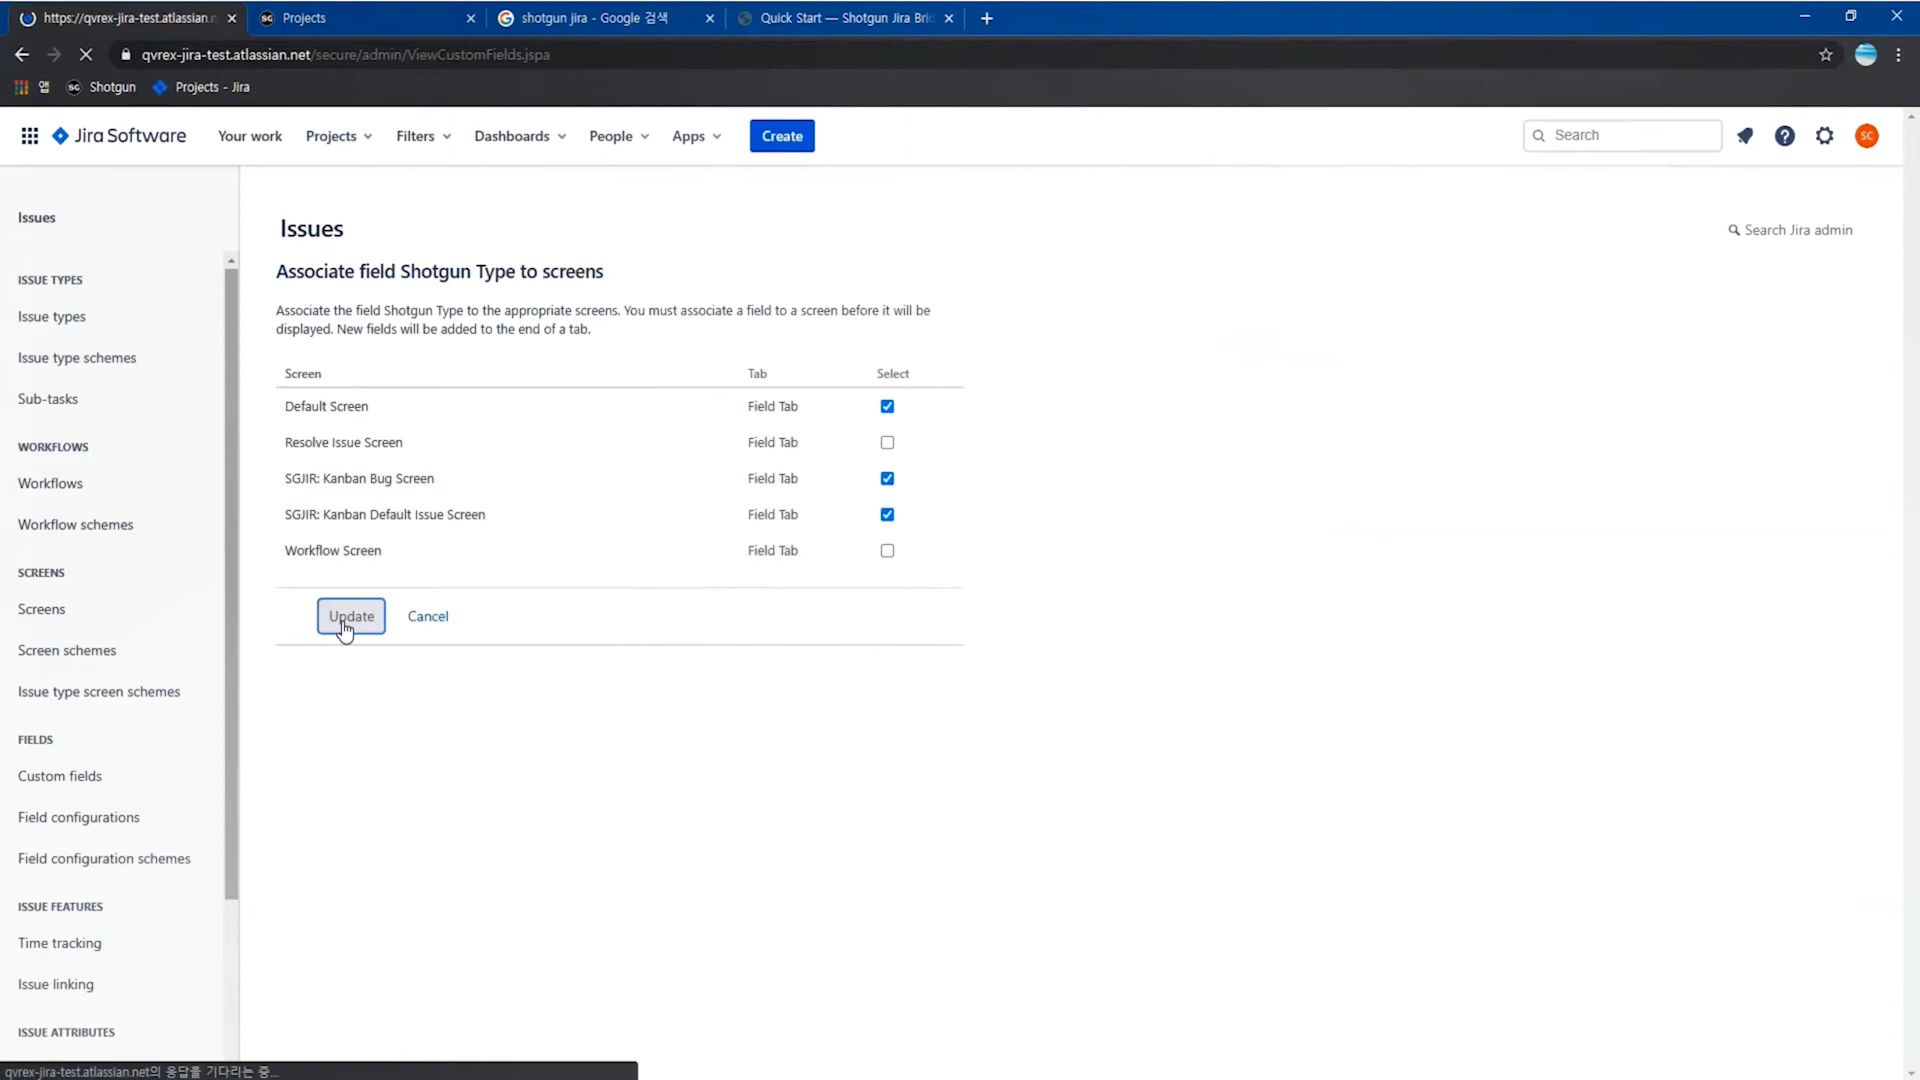 https://qvrex-jira-test.atlassian.n
Projects
shotgun jira - Google 검색
Quick Start — Shotgun Jira Bri
qvrex-jira-test.atlassian.net/secure/admin/ViewCustomFields.jspa
앱
SG Shotgun
Projects - Jira
Jira Software
Your work
Projects
Filters
Dashboards
People
Apps
Create
Search
SC
Issues
ISSUE TYPES
Issue types
Issue type schemes
Sub-tasks
WORKFLOWS
Workflows
Workflow schemes
SCREENS
Screens
Screen schemes
Issue type screen schemes
FIELDS
Custom fields
Field configurations
Field configuration schemes
ISSUE FEATURES
Time tracking
Issue linking
ISSUE ATTRIBUTES
Issues
Search Jira admin
Associate field Shotgun Type to screens
Associate the field Shotgun Type to the appropriate screens. You must associate a field to a screen before it will be
displayed. New fields will be added to the end of a tab.
Screen Tab Select
Default Screen Field Tab
Resolve Issue Screen Field Tab
SGJIR: Kanban Bug Screen Field Tab
SGJIR: Kanban Default Issue Screen Field Tab
Workflow Screen Field Tab
Update Cancel
qvrex-jira-test.atlassian.net의 응답을 기다리는 중...